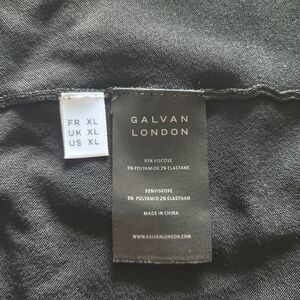 FR XL
UK XL
US XL
GALVAN
LONDON
93% VISCOSE
5% POLYAMIDE 2% ELASTANE
93%VISKOSE
5% POLYAMID 2% ELASTHAN
MADE IN CHINA
WWW.GALVANLONDON.COM